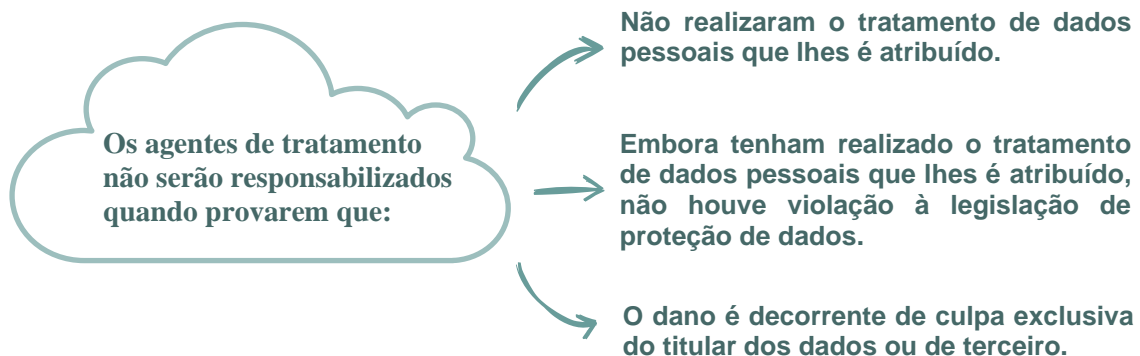 Os agentes de tratamento
não serão responsabilizados
quando provarem que:
Não realizaram o tratamento de dados
pessoais que lhes é atribuído.
Embora tenham realizado o tratamento
de dados pessoais que lhes é atribuído,
não houve violação à legislação de
proteção de dados.
O dano é decorrente de culpa exclusiva
do titular dos dados ou de terceiro.